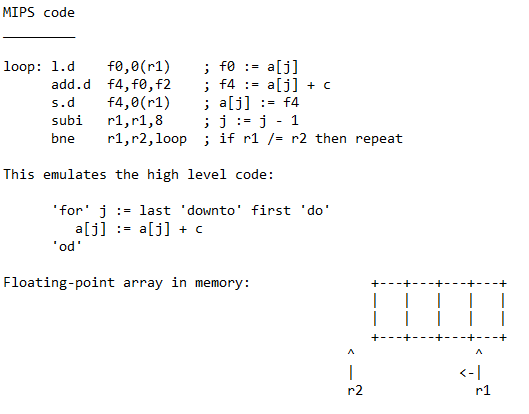 MIPS code
_________
loop: l.d    f0,0(r1)    ; f0 := a[j]
      add.d  f4,f0,f2    ; f4 := a[j] + c
      s.d    f4,0(r1)    ; a[j] := f4
      subi   r1,r1,8     ; j := j - 1
      bne    r1,r2,loop  ; if r1 /= r2 then repeat
This emulates the high level code:
      'for' j := last 'downto' first 'do'
         a[j] := a[j] + c
      'od'
Floating-point array in memory:               +---+---+---+---+
                                              |   |   |   |   |
                                              |   |   |   |   |
                                              +---+---+---+---+
                                           ^               ^
                                           |             <-|
                                           r2              r1